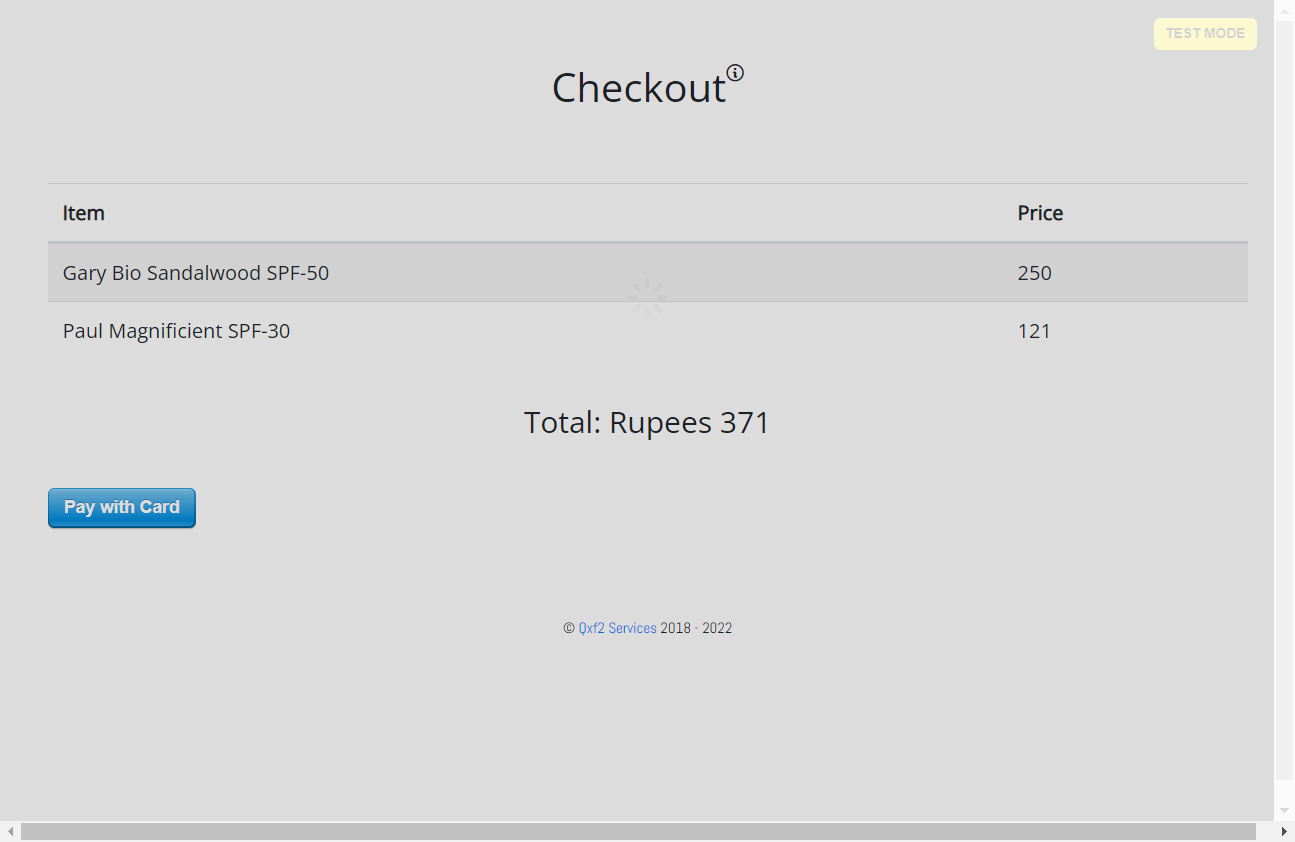 TEST MODE
Checkout
Item Price
Gary Bio Sandalwood SPF-50 250
Paul Magnificient SPF-30 121
Total: Rupees 371
Pay with Card
© Qxf2 Services 2018 - 2022